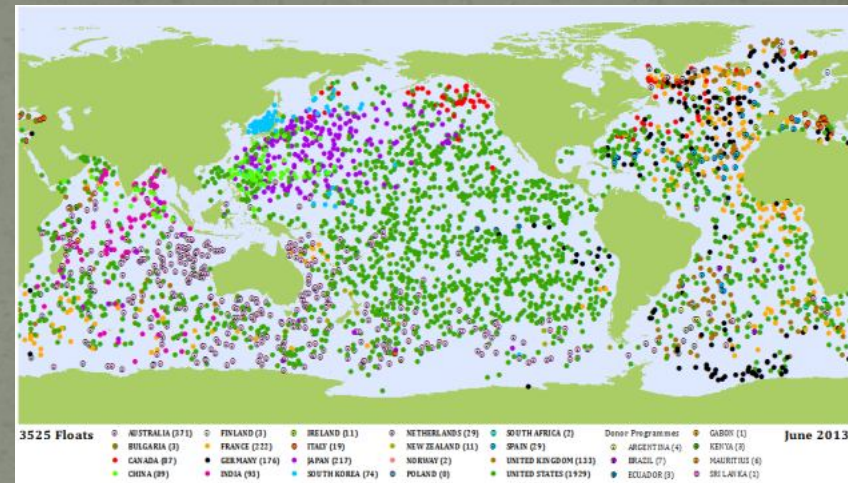 3525 Floats AUSTRALIA (371) FINLAND (3) IRELAND (11) NETHERLANDS (29) SOUTH AFRICA (2) Donor Programmes GABON (1) June 2013
BULGARIA (3) FRANCE (222) ITALY (19) NEW ZEALAND (11) SPAIN (29) ARGENTINA (4) KENYA (3)
CANADA (87) GERMANY (176) JAPAN (217) NORWAY (2) UNITED KINGDOM (133) BRAZIL (7) MAURITIUS (6)
CHINA (89) INDIA (93) SOUTH KOREA (74) POLAND (0) UNITED STATES (1929) ECUADOR (3) SRI LANKA (1)